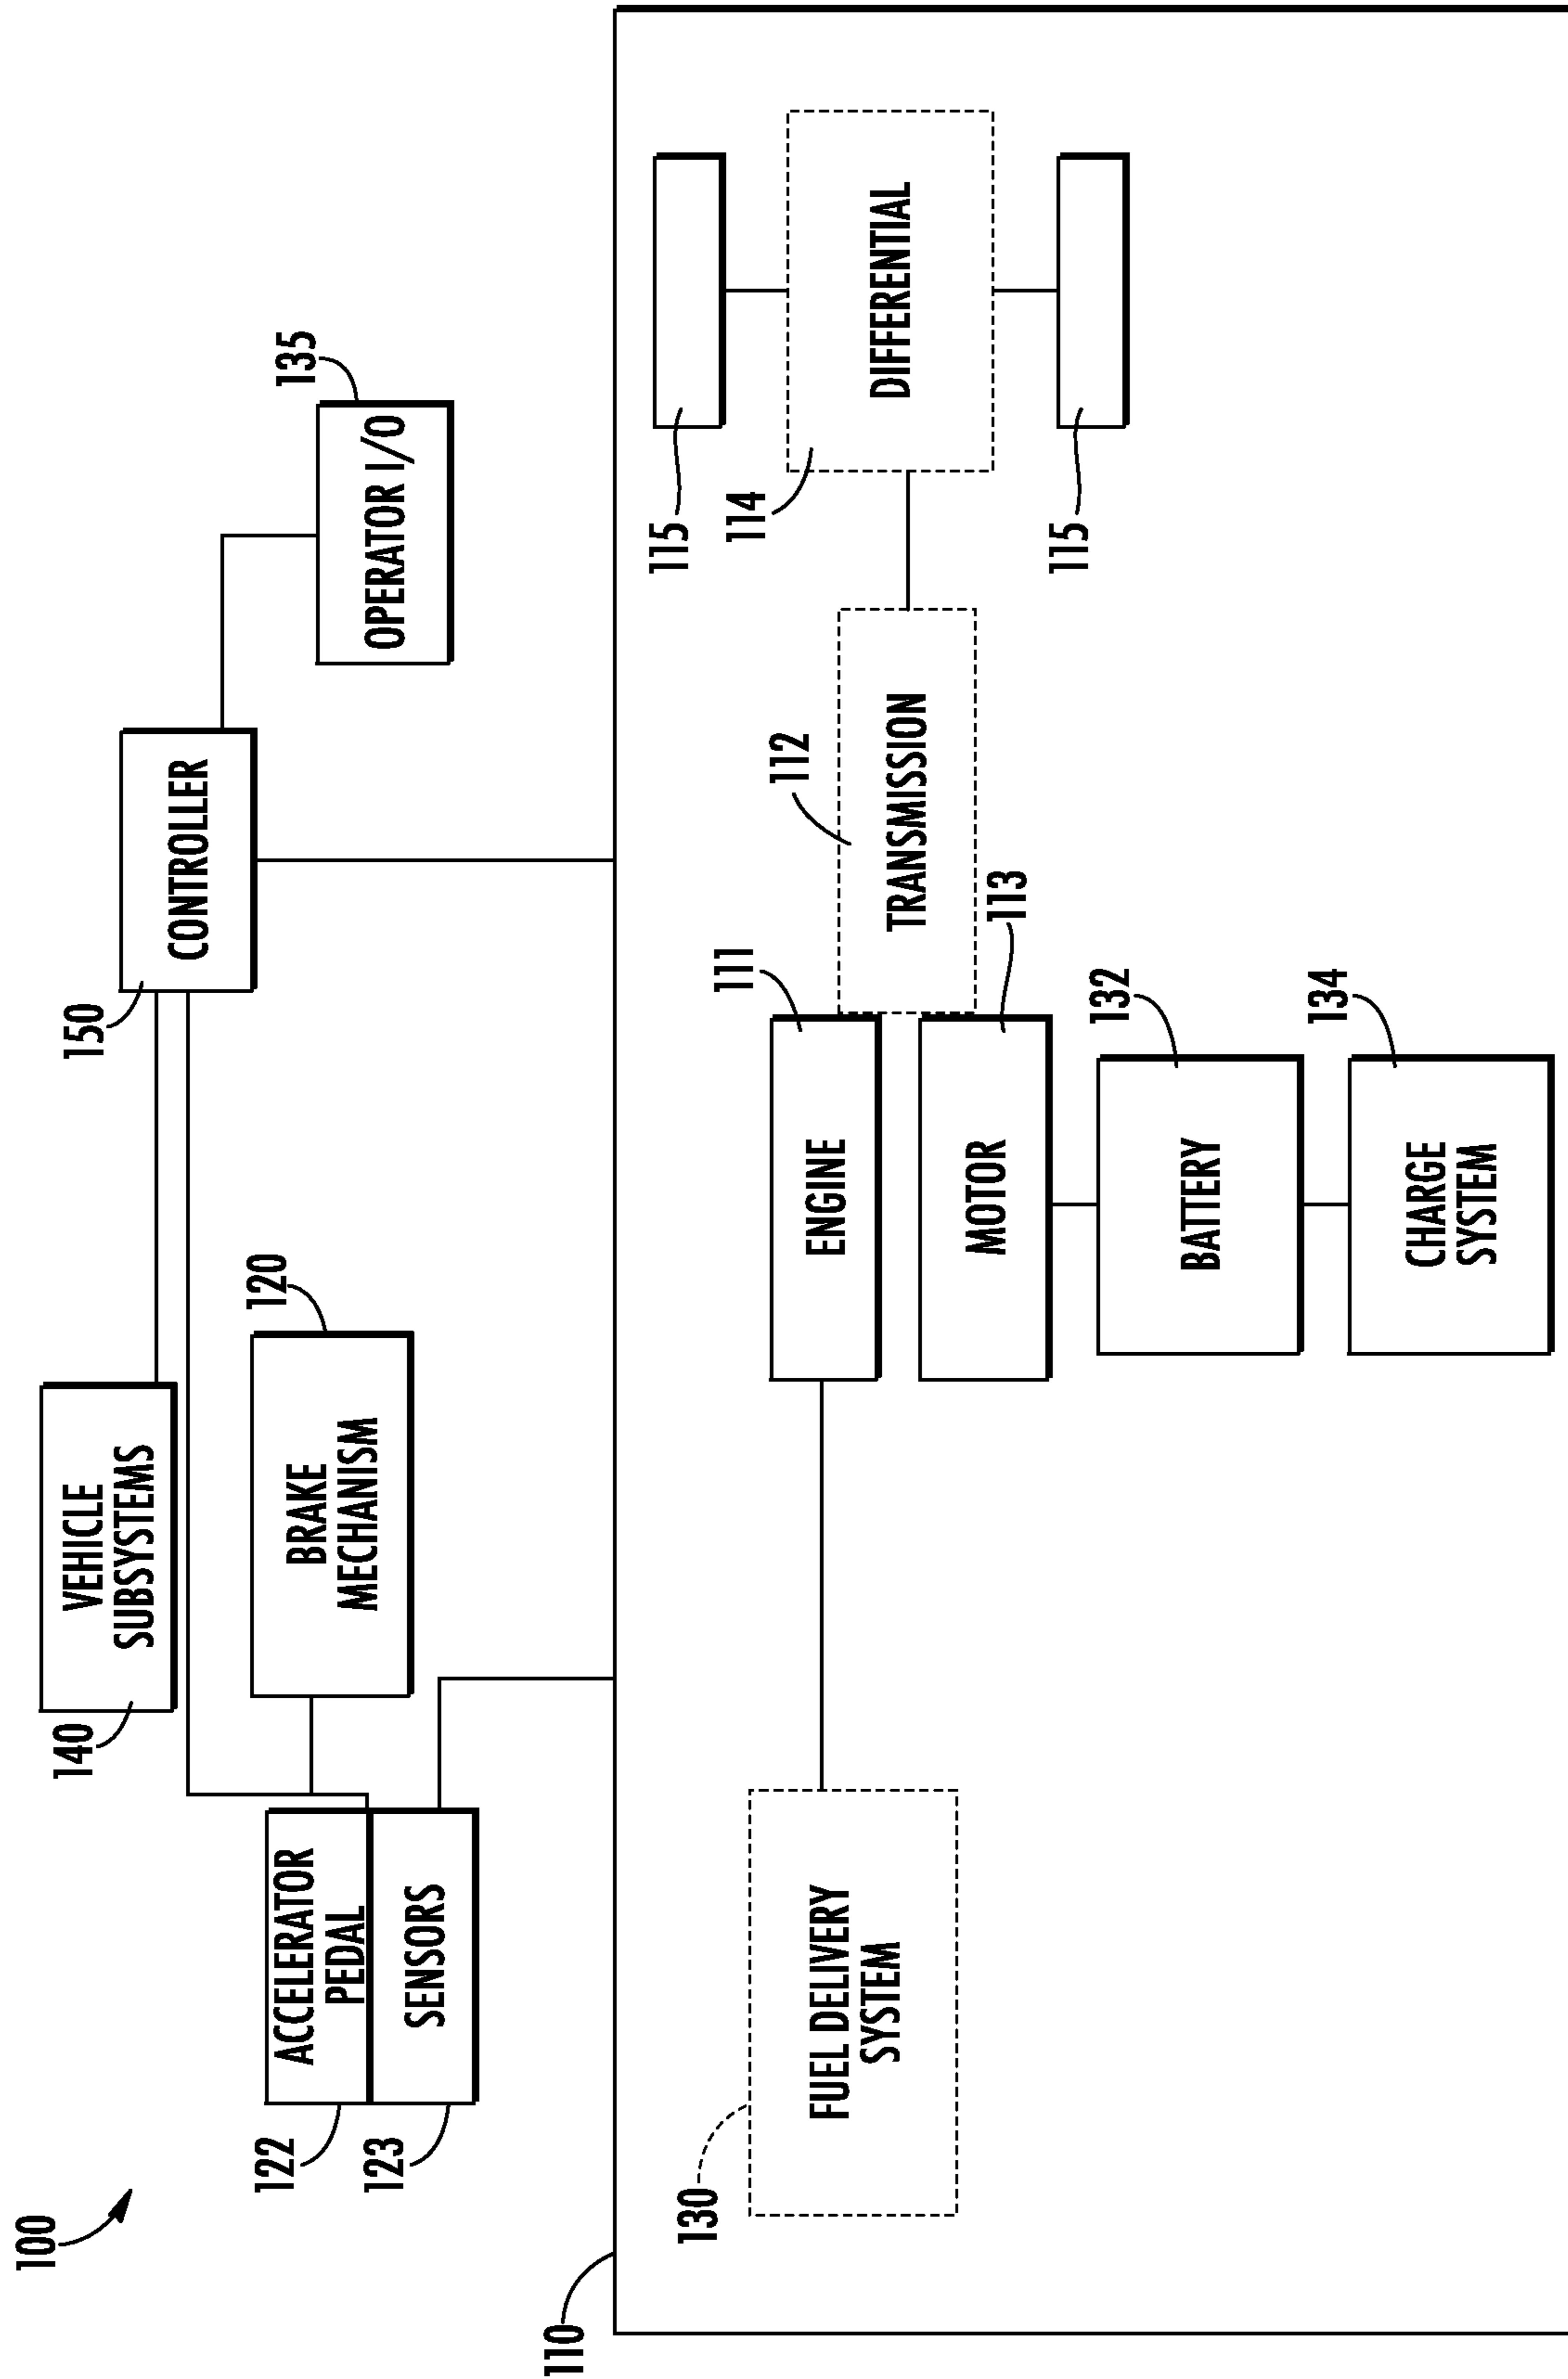 100
140
VEHICLE
SUBSYSTEMS
150
CONTROLLER
135
OPERATOR I/O
120
BRAKE
MECHANISM
122
ACCELERATOR
PEDAL
123
SENSORS
110
130
FUEL DELIVERY
SYSTEM
111
ENGINE
112
TRANSMISSION
113
MOTOR
132
BATTERY
134
CHARGE
SYSTEM
115
114
DIFFERENTIAL
115